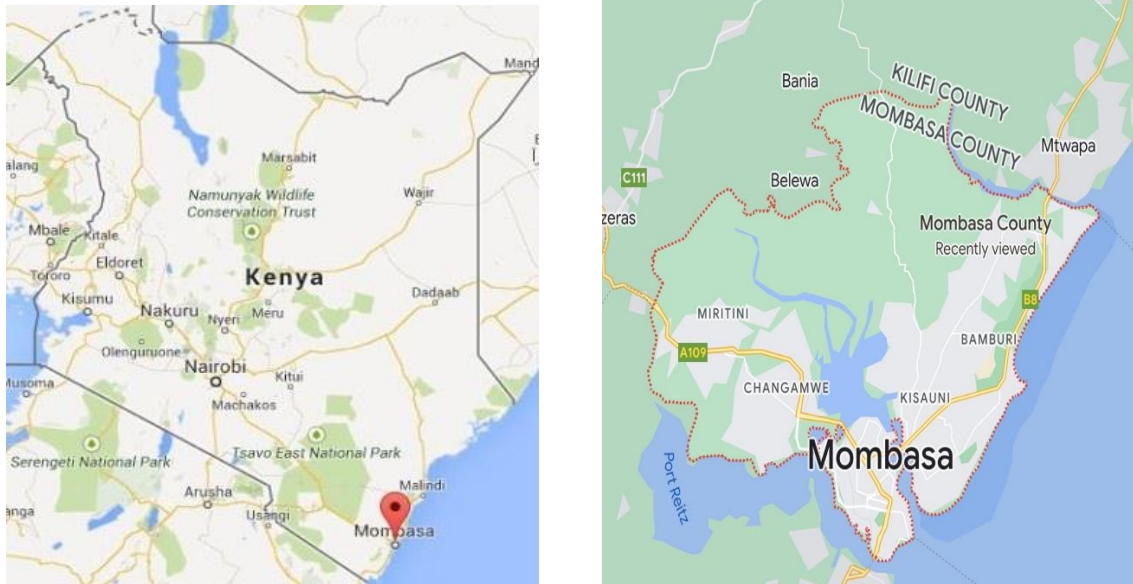 Mand
alang
Marsabit
Namunyak Wildlife
Conservation Trust
Wajir
Mbale
Kitale
Tororo
Eldoret
Kenya
Kisumu
Nakuru
Meru
Nyeri
Dadaab
Olenguruone
Nairobi
Kitui
Musoma
Machakos
Serengeti National Park
Tsavo East National Park
Arusha
Malindi
anga
Usangi
Mombasa
KILIFI COUNTY
Bania
MOMBASA COUNTY
Mtwapa
C111
Belewa
zeras
Mombasa County
Recently viewed
B8
MIRITINI
BAMBURI
A109
CHANGAMWE
KISAUNI
Mombasa
Port Reitz